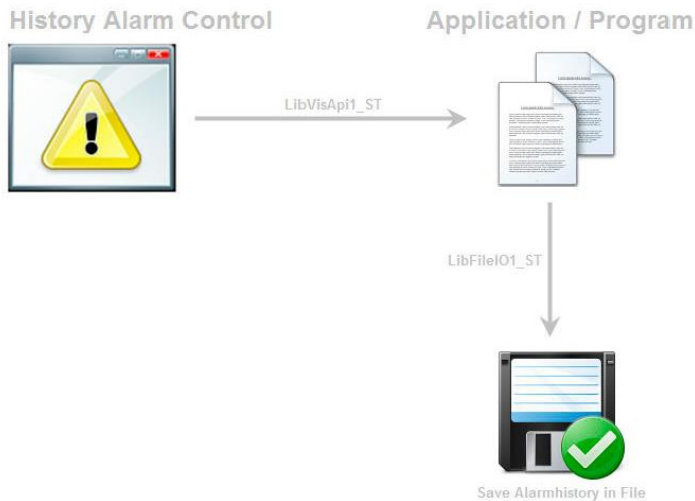 History Alarm Control
Application / Program
LibVisApi1_ST
LibFileIO1_ST
Save Alarmhistory in File